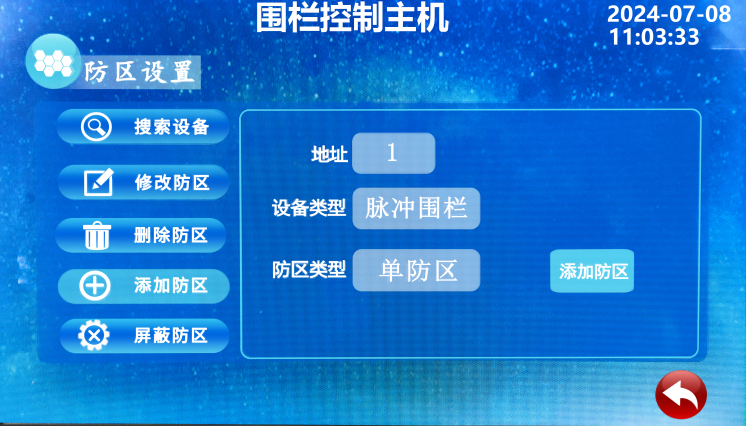 围栏控制主机
2024-07-08
11:03:33
防区设置
搜索设备
修改防区
删除防区
添加防区
屏蔽防区
地址 1
设备类型 脉冲围栏
防区类型 单防区
添加防区